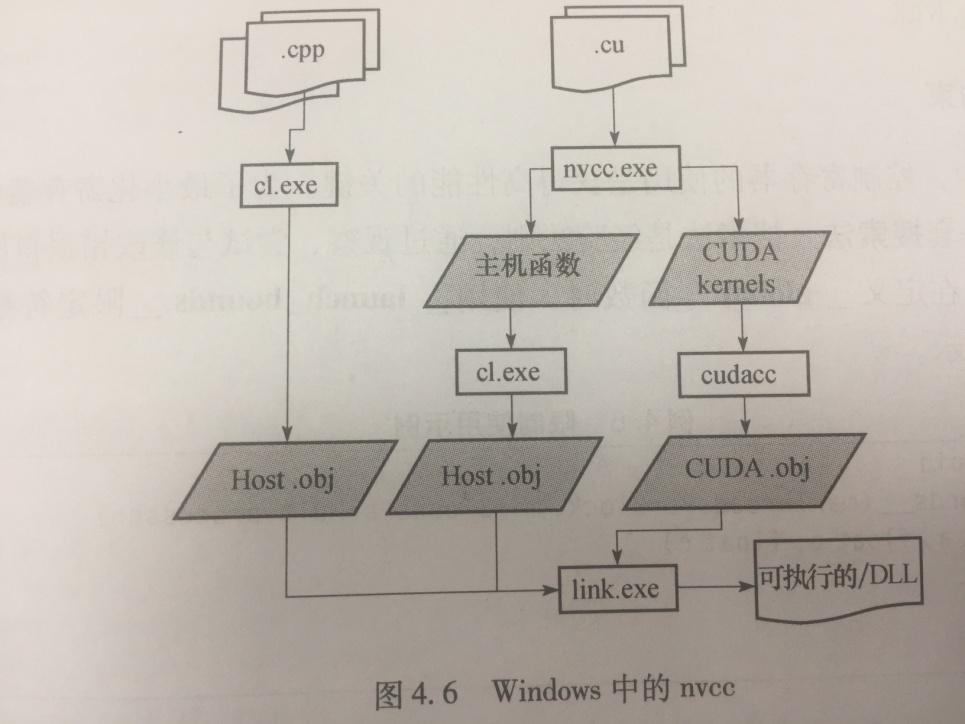 .cpp
.cu
cl.exe
nvcc.exe
主机函数
CUDA
kernels
cl.exe
cudacc
Host .obj
Host .obj
CUDA .obj
link.exe
可执行的/DLL
图 4. 6 Windows 中的 nvcc